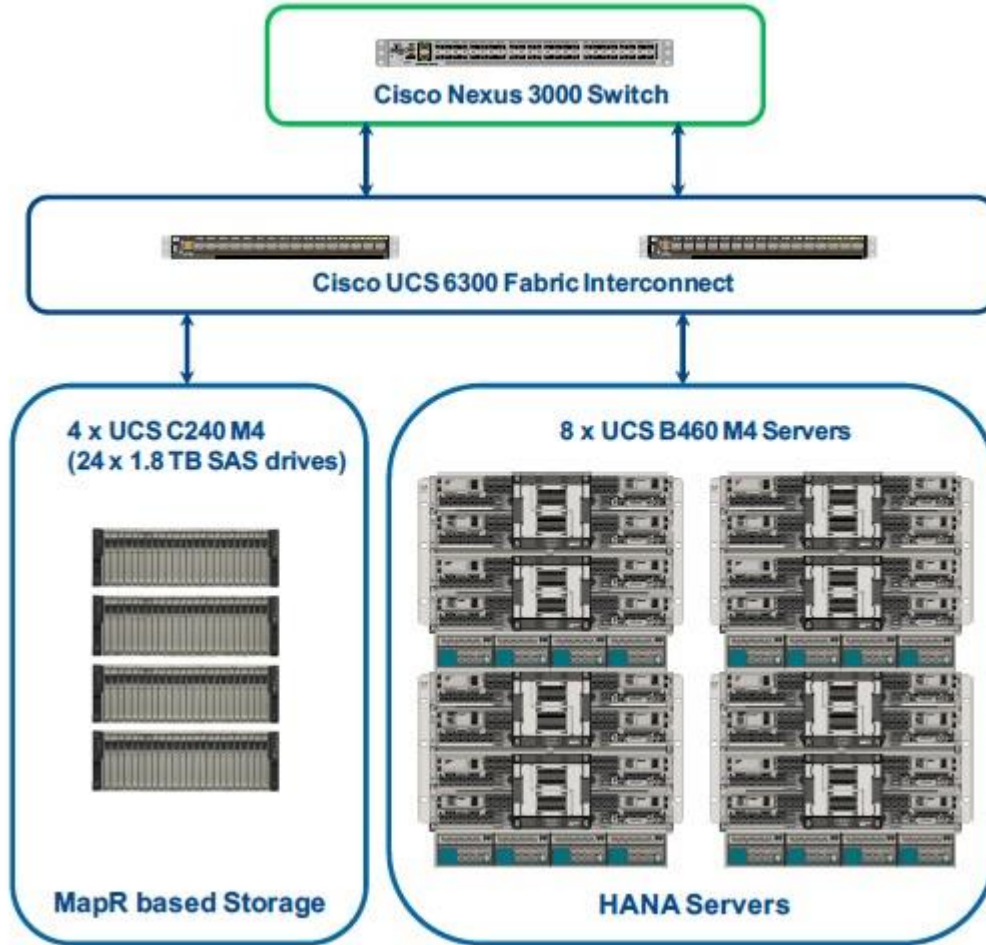 Cisco Nexus 3000 Switch
Cisco UCS 6300 Fabric Interconnect
4 x UCS C240 M4
(24 x 1.8 TB SAS drives)
MapR based Storage
8 x UCS B460 M4 Servers
HANA Servers